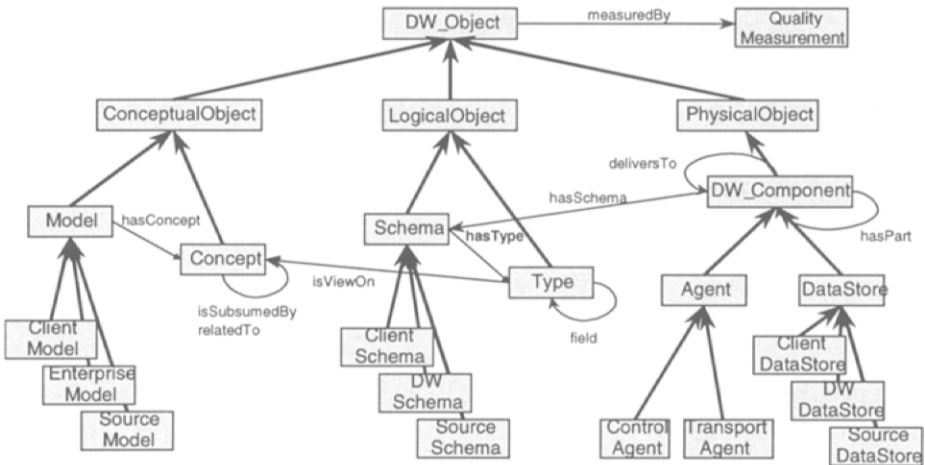 DW_Object
measuredBy
Quality
Measurement
ConceptualObject
LogicalObject
PhysicalObject
deliversTo
DW_Component
hasSchema
hasPart
Model
hasConcept
Schema
hasType
Concept
isViewOn
Type
isSubsumedBy
relatedTo
field
Agent
DataStore
Client
Model
Enterprise
Model
Source
Model
Client
Schema
DW
Schema
Source
Schema
Client
DataStore
DW
DataStore
Control
Agent
Transport
Agent
Source
DataStore